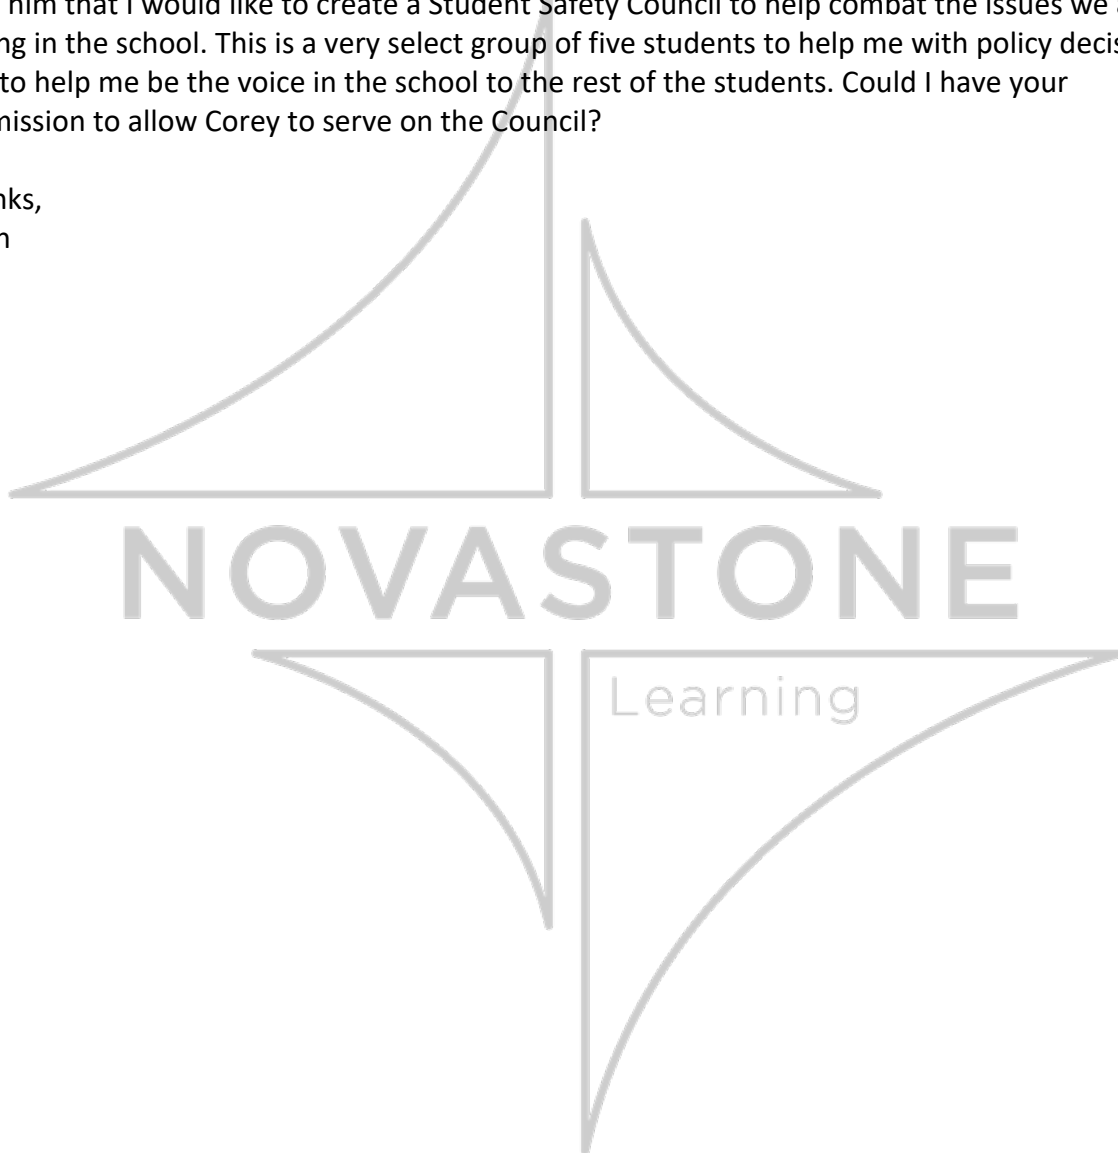 him that I would like to create a Student Safety Council to help combat the issues we
ng in the school. This is a very select group of five students to help me with policy decis
to help me be the voice in the school to the rest of the students. Could I have your
mission to allow Corey to serve on the Council?
nks,
NOVASTONE
Learning